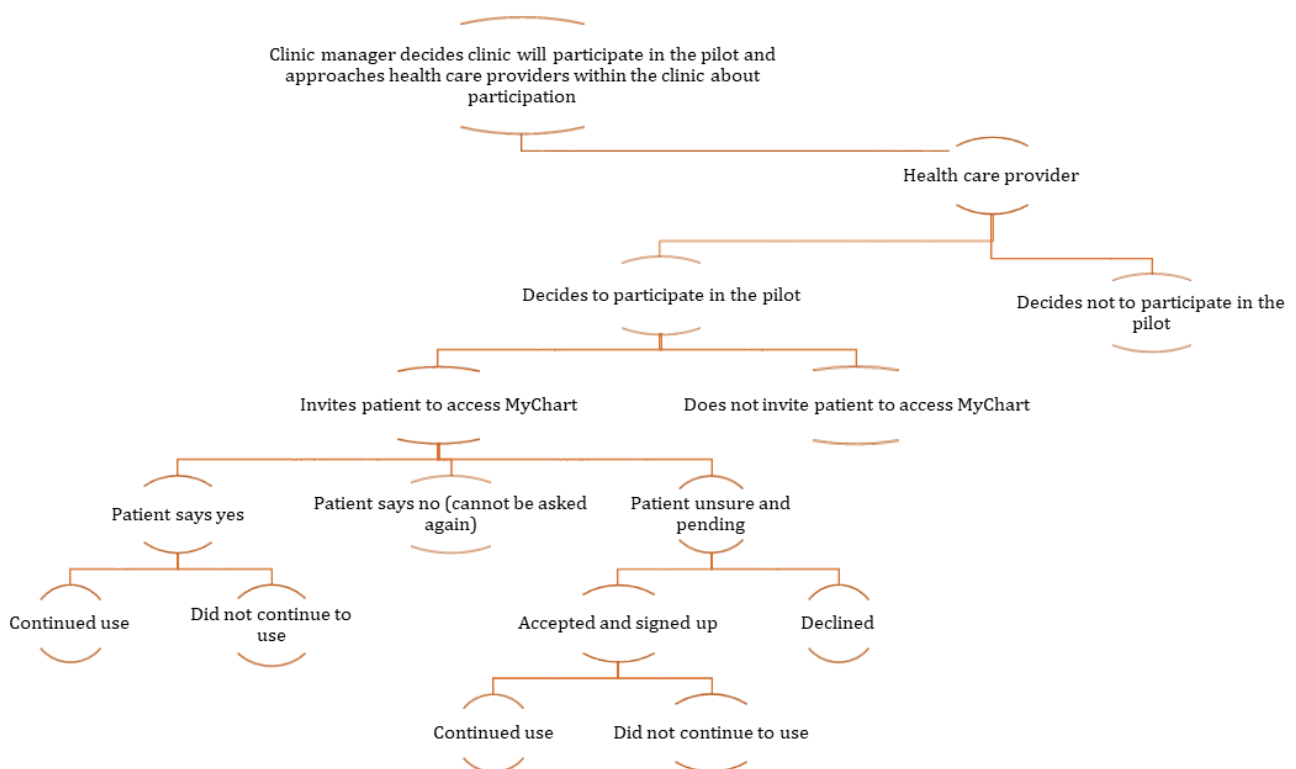 Clinic manager decides clinic will participate in the pilot and
approaches health care providers within the clinic about
participation
Health care provider
Decides to participate in the pilot
Decides not to participate in the
pilot
Invites patient to access MyChart
Does not invite patient to access MyChart
Patient says yes
Patient says no (cannot be asked
again)
Patient unsure and
pending
Continued use
Did not continue to
use
Accepted and signed up
Declined
Continued use
Did not continue to use